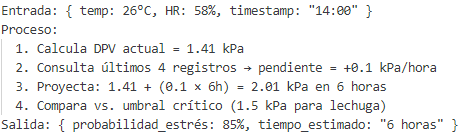 Entrada: { temp: 26°C, HR: 58%, timestamp: "14:00" }
Proceso:
1. Calcula DPV actual = 1.41 kPa
2. Consulta últimos 4 registros → pendiente = +0.1 kPa/hora
3. Proyecta: 1.41 + (0.1 × 6h) = 2.01 kPa en 6 horas
4. Compara vs. umbral crítico (1.5 kPa para lechuga)
Salida: { probabilidad_estrés: 85%, tiempo_estimado: "6 horas" }